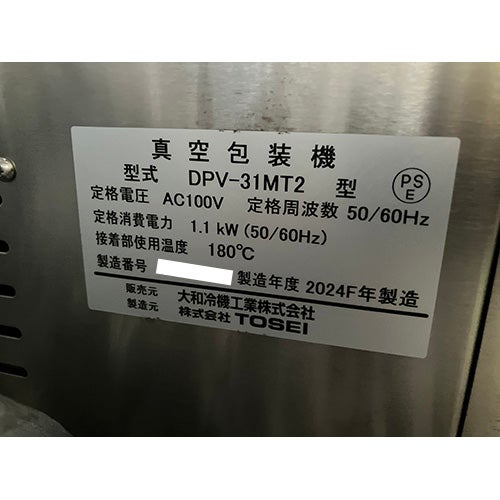 真空包装機
型式 DPV-31MT2 型
PS
E
定格電圧 AC100V 定格周波数 50/60Hz
定格消費電力 1.1 kW (50/60Hz)
接着部使用温度 180℃
製造番号 製造年度 2024F年製造
販売元 大和冷機工業株式会社
製造元 株式会社 TOSEI